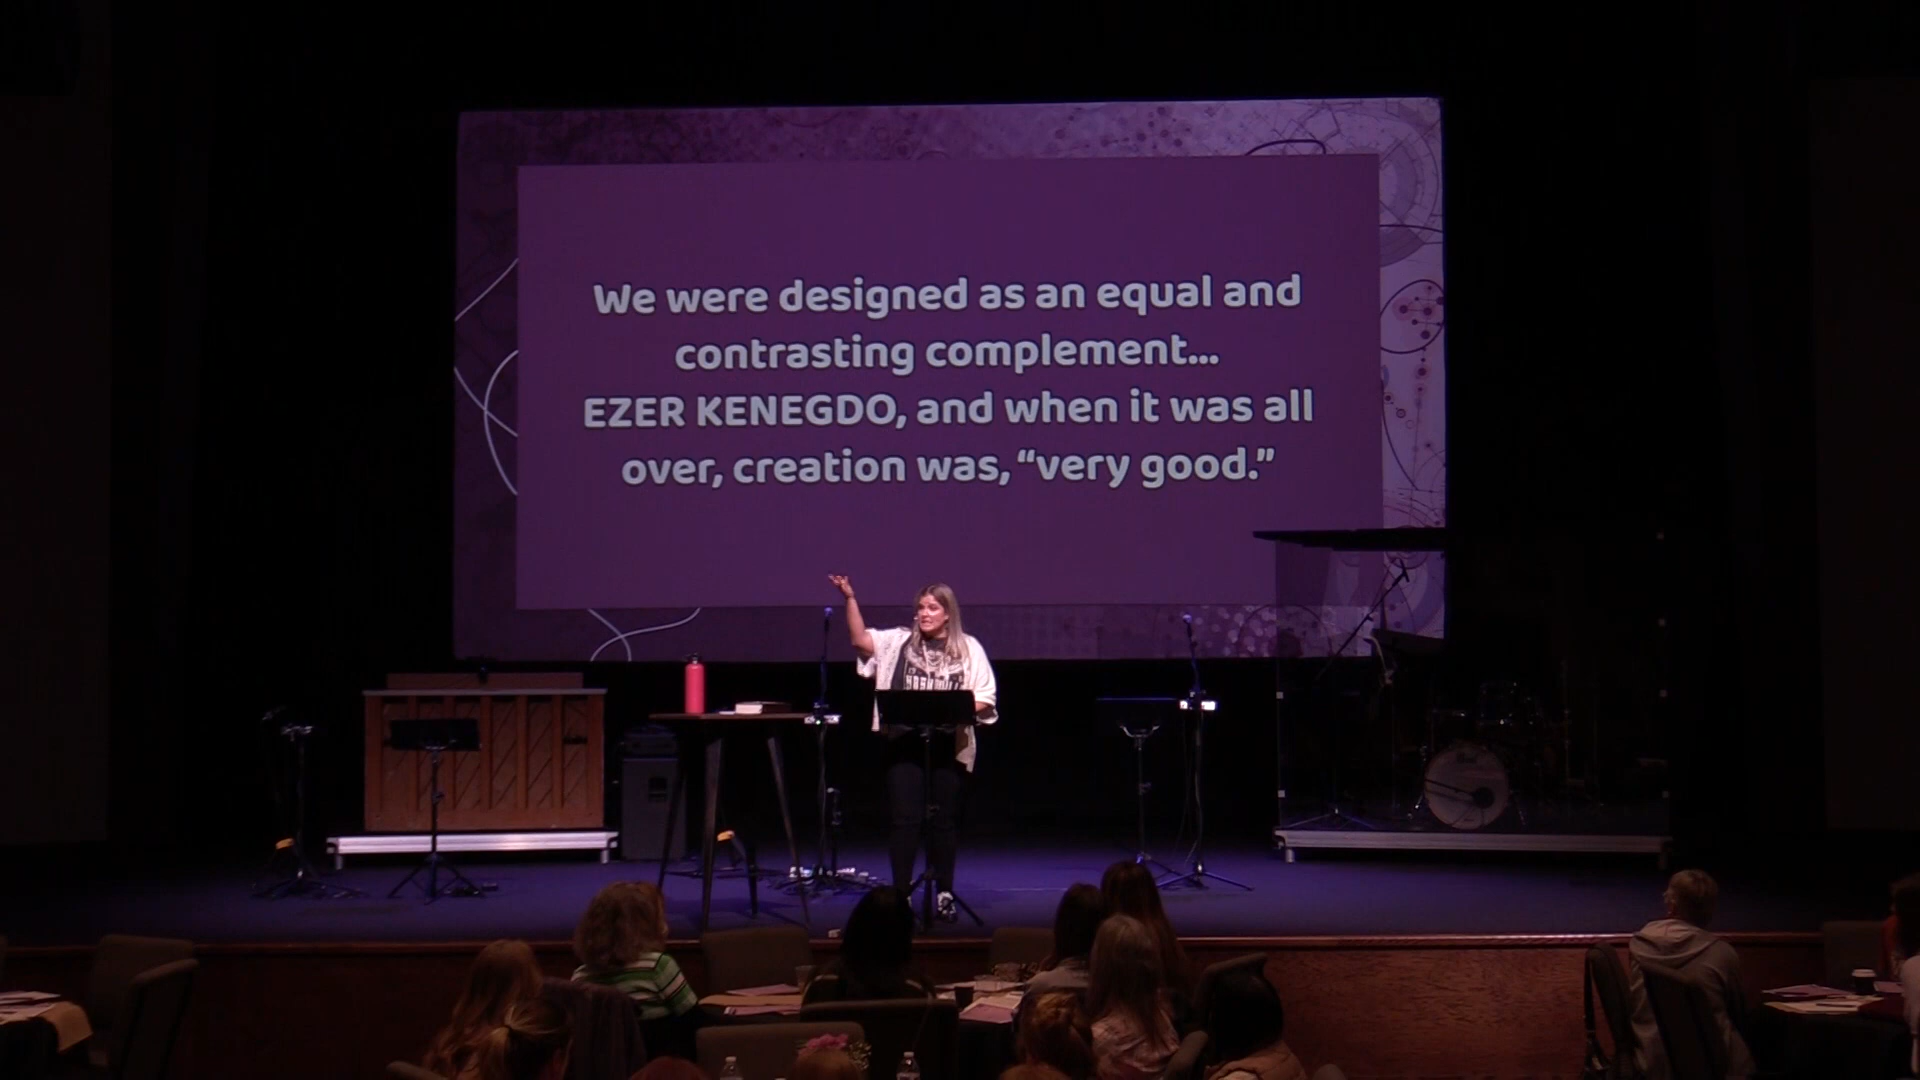 We were designed as an equal and
contrasting complement...
EZER KENEGDO, and when it was all
over, creation was, “very good.”